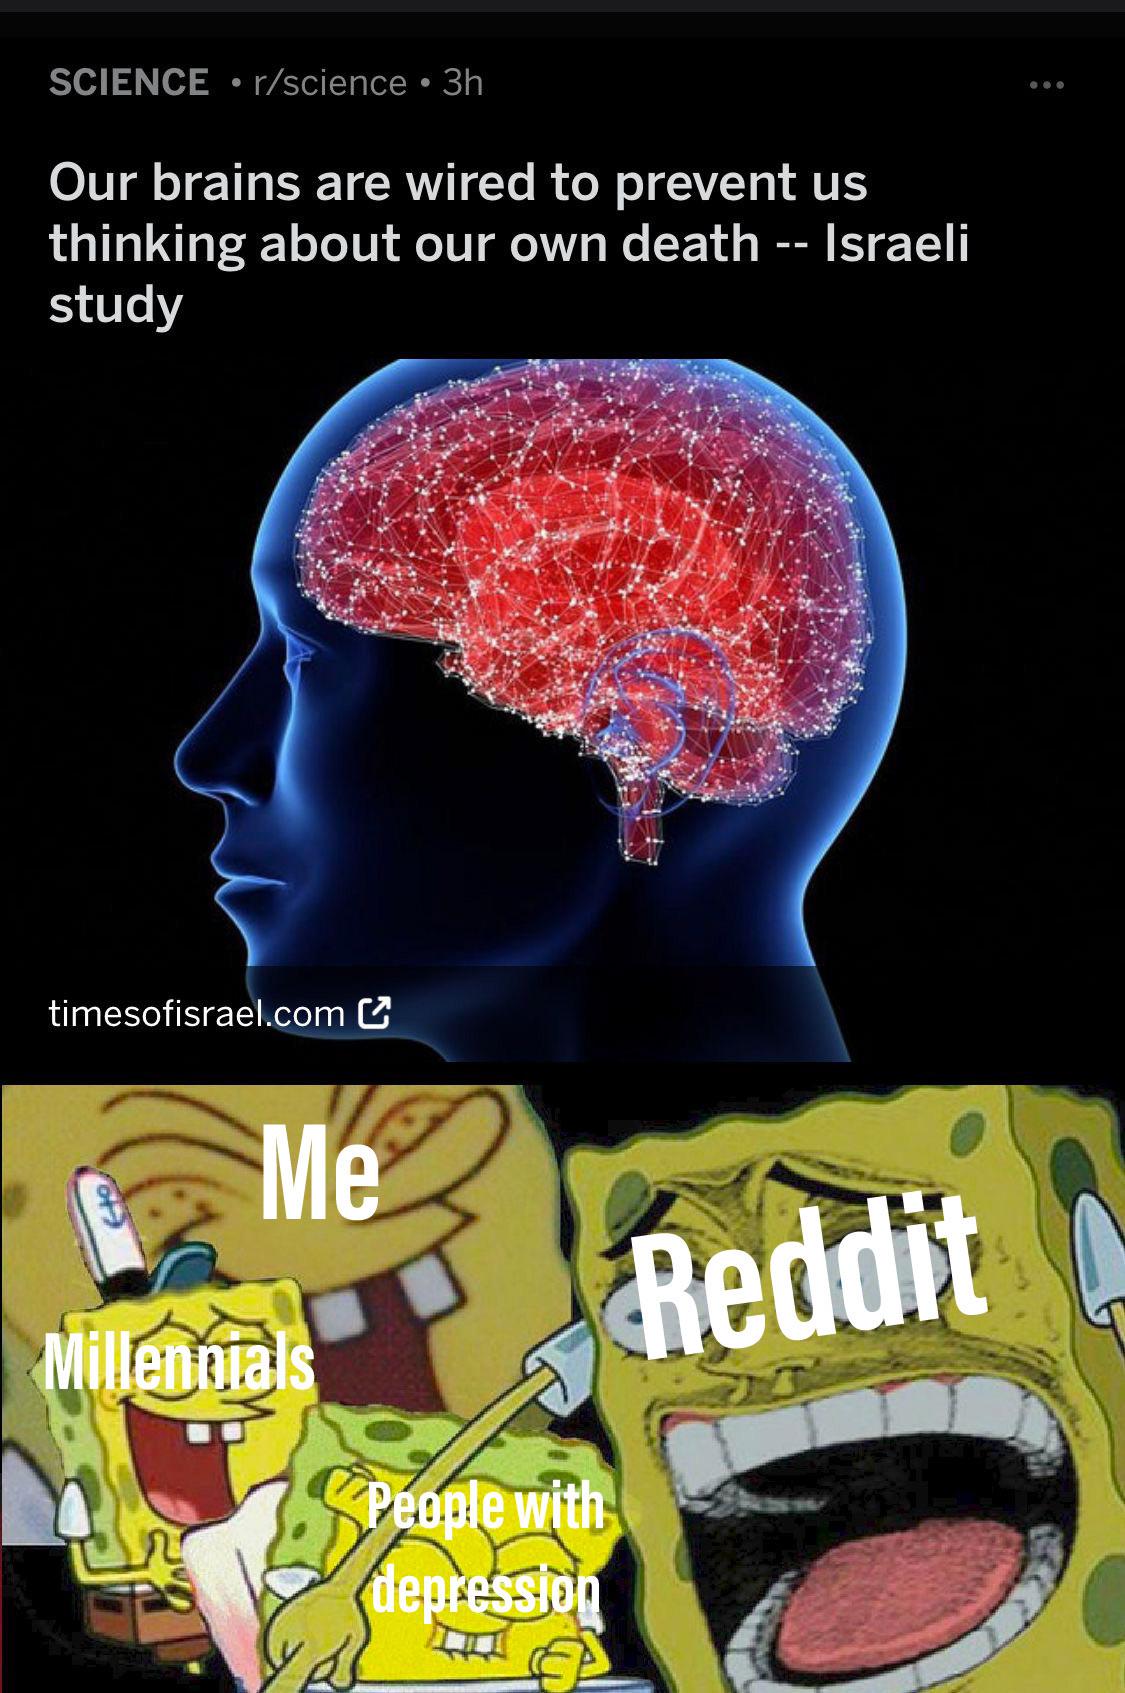 SCIENCE • r/science • 3h
Our brains are wired to prevent us
thinking about our own death -- Israeli
study
timesofisrael.com
Me
Reddit
Millennials
People with
depression